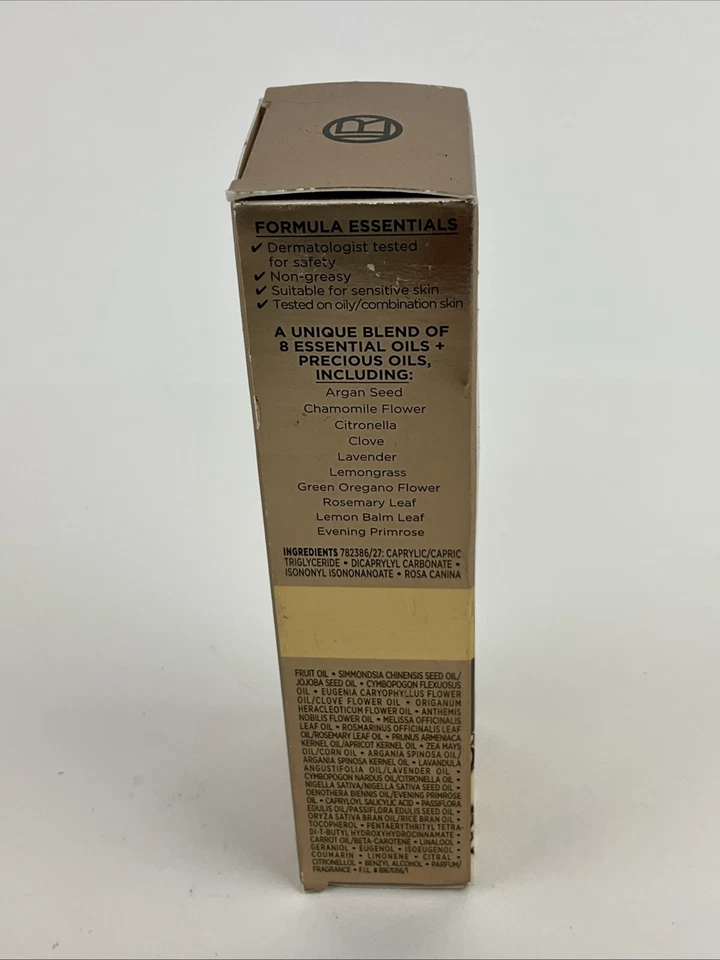 R
FORMULA ESSENTIALS
✔ Dermatologist tested
for safety
✔ Non-greasy
✔ Suitable for sensitive skin
✔ Tested on oily/combination skin
A UNIQUE BLEND OF
8 ESSENTIAL OILS +
PRECIOUS OILS,
INCLUDING:
Argan Seed
Chamomile Flower
Citronella
Clove
Lavender
Lemongrass
Green Oregano Flower
Rosemary Leaf
Lemon Balm Leaf
Evening Primrose
INGREDIENTS 782386/27: CAPRYLIC/CAPRIC
TRIGLYCERIDE • DICAPRYLYL CARBONATE •
ISONONYL ISONONANOATE • ROSA CANINA
FRUIT OIL • SIMMONDSIA CHINENSIS SEED OIL/
JOJOBA SEED OIL • CYMBOPOGON FLEXUOSUS
OIL • EUGENIA CARYOPHYLLUS FLOWER
OIL/CLOVE FLOWER OIL • ORIGANUM
HERACLEOTICUM FLOWER OIL • ANTHEMIS
NOBILIS FLOWER OIL • MELISSA OFFICINALIS
LEAF OIL • ROSMARINUS OFFICINALIS LEAF
OIL/ROSEMARY LEAF OIL • PRUNUS ARMENIACA
KERNEL OIL/APRICOT KERNEL OIL • ZEA MAYS
OIL/CORN OIL • ARGANIA SPINOSA OIL/
ARGANIA SPINOSA KERNEL OIL • LAVANDULA
ANGUSTIFOLIA OIL/LAVENDER OIL •
CYMBOPOGON NARDUS OIL/CITRONELLA OIL •
NIGELLA SATIVA/NIGELLA SATIVA SEED OIL •
OENOTHERA BIENNIS OIL/EVENING PRIMROSE
OIL • CAPRYLOYL SALICYLIC ACID • PASSIFLORA
EDULIS OIL/PASSIFLORA EDULIS SEED OIL •
ORYZA SATIVA BRAN OIL/RICE BRAN OIL •
TOCOPHEROL • PENTAERYTHRITYL TETRA-
DI-T-BUTYL HYDROXYHYDROCINNAMATE •
CARROT OIL/BETA-CAROTENE • LINALOOL •
GERANIOL • EUGENOL • ISOEUGENOL •
COUMARIN • LIMONENE • CITRAL •
CITRONELLOL • BENZYL ALCOHOL • PARFUM/
FRAGRANCE • F.I.L. # B167056/1